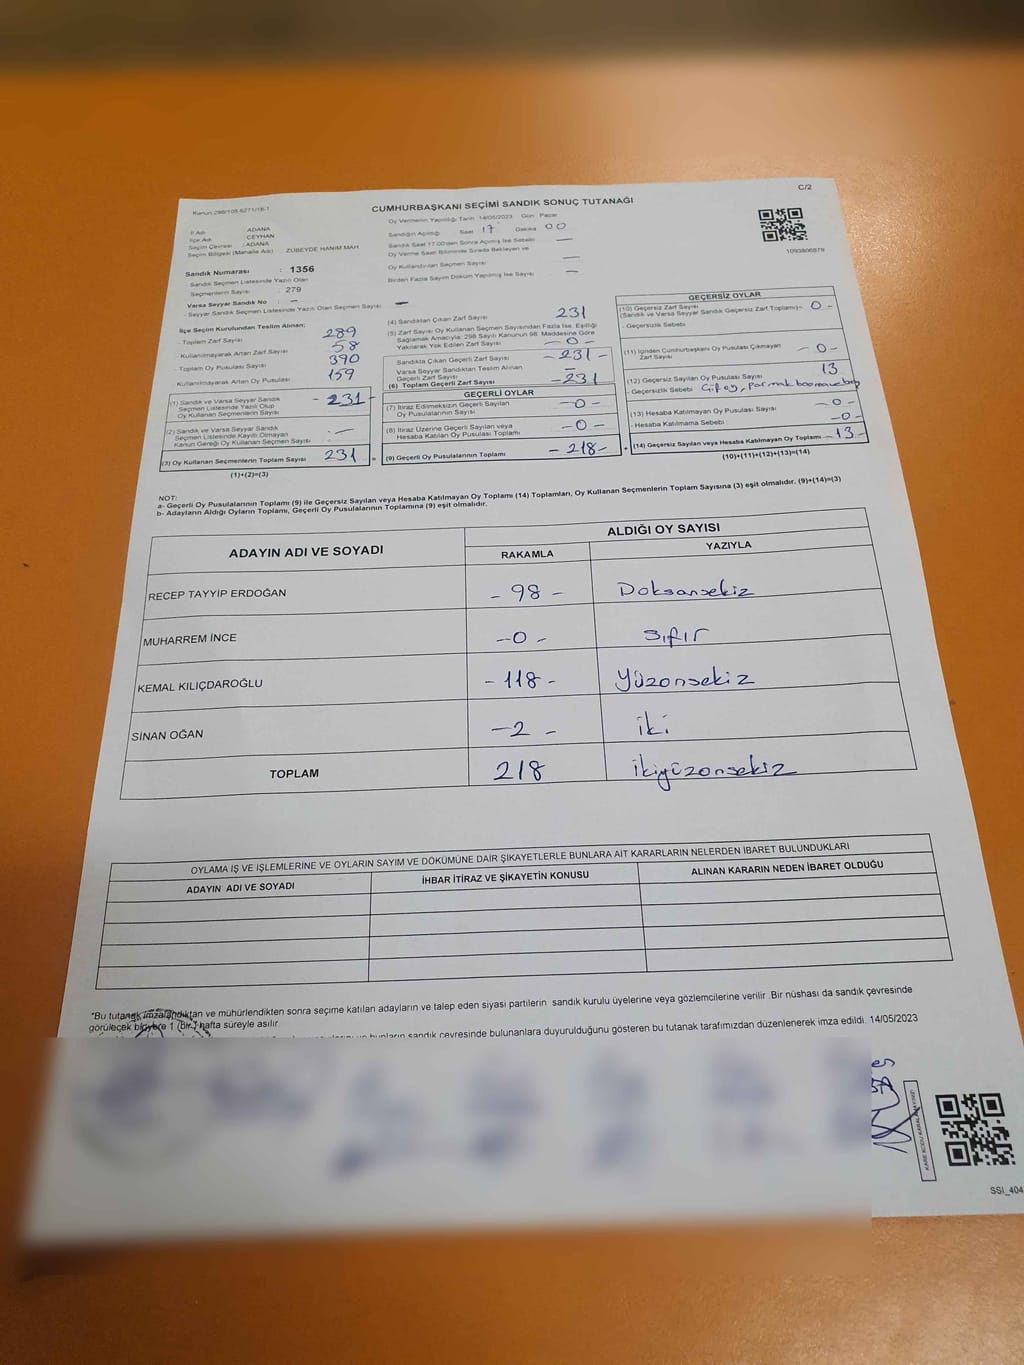 C/2
Kanun:298/105-6271/18-1
CUMHURBAŞKANI SEÇİMİ SANDIK SONUÇ TUTANAĞI
Oy Vermenin Yapıldığı Tarih 14/05/2023 Gün Pazar
İl Adı : ADANA
İlçe Adı : CEYHAN
Seçim Çevresi : ADANA
Seçim Bölgesi (Mahalle Adı) : ZÜBEYDE HANIM MAH
Sandık Numarası : 1356
Sandık Seçmen Listesinde Yazılı Olan
Seçmenlerin Sayısı : 279
Varsa Seyyar Sandık No : –
- Seyyar Sandık Seçmen Listesinde Yazılı Olan Seçmen Sayısı : –
Sandığın Açıldığı Saat 17 Dakika 00
Sandık Saat 17:00'den Sonra Açılmış İse Sebebi —
Oy Verme Saati Bitiminde Sırada Bekleyen ve
Oy Kullandırılan Seçmen Sayısı —
Birden Fazla Sayım Döküm Yapılmış İse Sayısı —
1093806879
İlçe Seçim Kurulundan Teslim Alınan;
- Toplam Zarf Sayısı 289
- Kullanılmayarak Artan Zarf Sayısı 58
- Toplam Oy Pusulası Sayısı 390
Kullanılmayarak Artan Oy Pusulası 159
(1) Sandık ve Varsa Seyyar Sandık
Seçmen Listesinde Yazılı Olup
Oy Kullanan Seçmenlerin Sayısı - 231 -
(2) Sandık ve Varsa Seyyar Sandık
Seçmen Listesinde Kayıtlı Olmayan
Kanun Gereği Oy Kullanan Seçmen Sayısı : —
(3) Oy Kullanan Seçmenlerin Toplam Sayısı 231 =
(1)+(2)=(3)
(4) Sandıktan Çıkan Zarf Sayısı 231
(5) Zarf Sayısı Oy Kullanan Seçmen Sayısından Fazla İse, Eşitliği
Sağlamak Amacıyla; 298 Sayılı Kanunun 98. Maddesine Göre
Yakılarak Yok Edilen Zarf Sayısı - 0 -
Sandıkta Çıkan Geçerli Zarf Sayısı - 231 -
Varsa Seyyar Sandıktan Teslim Alınan
Geçerli Zarf Sayısı —
(6) Toplam Geçerli Zarf Sayısı - 231
GEÇERLİ OYLAR
(7) İtiraz Edilmeksizin Geçerli Sayılan
Oy Pusulalarının Sayısı - 0 -
(8) İtiraz Üzerine Geçerli Sayılan veya
Hesaba Katılan Oy Pusulası Toplamı - 0 -
(9) Geçerli Oy Pusulalarının Toplamı - 218 - +
GEÇERSİZ OYLAR
(10) Geçersiz Zarf Sayısı
(Sandık ve Varsa Seyyar Sandık Geçersiz Zarf Toplamı) - 0 -
- Geçersizlik Sebebi
(11) İçinden Cumhurbaşkanı Oy Pusulası Çıkmayan
Zarf Sayısı - 0 -
(12) Geçersiz Sayılan Oy Pusulası Sayısı 13
- Geçersizlik Sebebi Çift oy, parmak
(13) Hesaba Katılmayan Oy Pusulası Sayısı - 0 -
- Hesaba Katılmama Sebebi - 0 -
(14) Geçersiz Sayılan veya Hesaba Katılmayan Oy Toplamı - 13 -
(10)+(11)+(12)+(13)=(14)
NOT:
a- Geçerli Oy Pusulalarının Toplamı (9) ile Geçersiz Sayılan veya Hesaba Katılmayan Oy Toplamı (14) Toplamları, Oy Kullanan Seçmenlerin Toplam Sayısına (3) eşit olmalıdır. (9)+(14)=(3)
b- Adayların Aldığı Oyların Toplamı, Geçerli Oy Pusulalarının Toplamına (9) eşit olmalıdır.
ADAYIN ADI VE SOYADI
ALDIĞI OY SAYISI
RAKAMLA YAZIYLA
RECEP TAYYİP ERDOĞAN - 98 - Doksansekiz
MUHARREM İNCE - 0 - sıfır
KEMAL KILIÇDAROĞLU - 118 - Yüzonsekiz
SİNAN OĞAN - 2 - iki
TOPLAM 218 ikiyüzonsekiz
OYLAMA İŞ VE İŞLEMLERİNE VE OYLARIN SAYIM VE DÖKÜMÜNE DAİR ŞİKAYETLERLE BUNLARA AİT KARARLARIN NELERDEN İBARET BULUNDUKLARI
ADAYIN ADI VE SOYADI İHBAR İTİRAZ VE ŞİKAYETİN KONUSU ALINAN KARARIN NEDEN İBARET OLDUĞU
"Bu tutanak imzalandıktan ve mühürlendikten sonra seçime katılan adayların ve talep eden siyasi partilerin sandık kurulu üyelerine veya gözlemcilerine verilir .Bir nüshası da sandık çevresinde
görülecek bir yere 1 (bir ) hafta süreyle asılır.
bunların sandık çevresinde bulunanlara duyurulduğunu gösteren bu tutanak tarafımızdan düzenlenerek imza edildi. 14/05/2023
SSİ_404